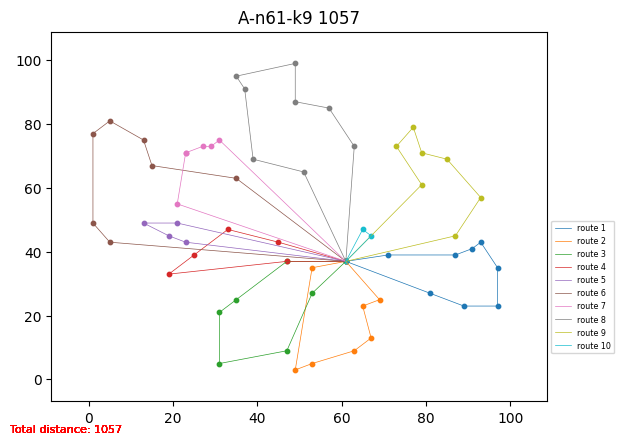 A-n61-k9 1057
100
80
60
40
20
0
0 20 40 60 80 100
route 1
route 2
route 3
route 4
route 5
route 6
route 7
route 8
route 9
route 10
Total distance: 1057